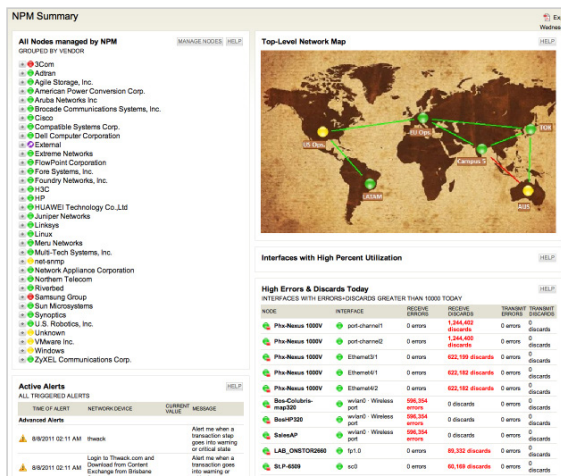 NPM Summary
Ex
Wednes
All Nodes managed by NPM
MANAGE NODES
HELP
GROUPED BY VENDOR
3Com
Adtran
Agile Storage, Inc.
American Power Conversion Corp.
Aruba Networks Inc
Brocade Communications Systems, Inc.
Cisco
Compatible Systems Corp.
Dell Computer Corporation
External
Extreme Networks
FlowPoint Corporation
Fore Systems, Inc.
Foundry Networks, Inc.
H3C
HP
HUAWEI Technology Co.,Ltd
Juniper Networks
Linksys
Linux
Meru Networks
Multi-Tech Systems, Inc.
net-snmp
Network Appliance Corporation
Northern Telecom
Riverbed
Samsung Group
Sun Microsystems
Synoptics
U.S. Robotics, Inc.
Unknown
VMware Inc.
Windows
ZyXEL Communications Corp.
Active Alerts
HELP
ALL TRIGGERED ALERTS
TIME OF ALERT NETWORK DEVICE CURRENT VALUE MESSAGE
Advanced Alerts
8/8/2011 02:11 AM thwack Alert me when a transaction step goes into warning or critical state
8/8/2011 02:11 AM Login to Thwack.com and Download from Content Exchange from Brisbane Alert me when a transaction goes into warning or
Top-Level Network Map
HELP
US Ops.
EU Ops.
TOK
Campus 5
LATAM
AUS
Interfaces with High Percent Utilization
HELP
High Errors & Discards Today
HELP
INTERFACES WITH ERRORS+DISCARDS GREATER THAN 10000 TODAY
NODE INTERFACE RECEIVE ERRORS RECEIVE DISCARDS TRANSMIT ERRORS TRANSMIT DISCARDS
Phx-Nexus 1000V port-channel1 0 errors 1,244,402 discards 0 errors 0 discards
Phx-Nexus 1000V port-channel2 0 errors 1,244,400 discards 0 errors 0 discards
Phx-Nexus 1000V Ethernet3/1 0 errors 622,190 discards 0 errors 0 discards
Phx-Nexus 1000V Ethernet4/1 0 errors 622,182 discards 0 errors 0 discards
Phx-Nexus 1000V Ethernet4/2 0 errors 622,182 discards 0 errors 0 discards
Bos-Colubris-map320 wvlan0 · Wireless port 596,354 errors 0 discards 0 errors 0 discards
BosHP320 wvlan0 · Wireless port 596,354 errors 0 discards 0 errors 0 discards
SalesAP wvlan0 · Wireless port 596,354 errors 0 discards 0 errors 0 discards
LAB_ONSTOR2660 fp1.0 0 errors 89,332 discards 0 errors 0 discards
St.P-6509 sc0 0 errors 60,169 discards 0 errors 0 discards